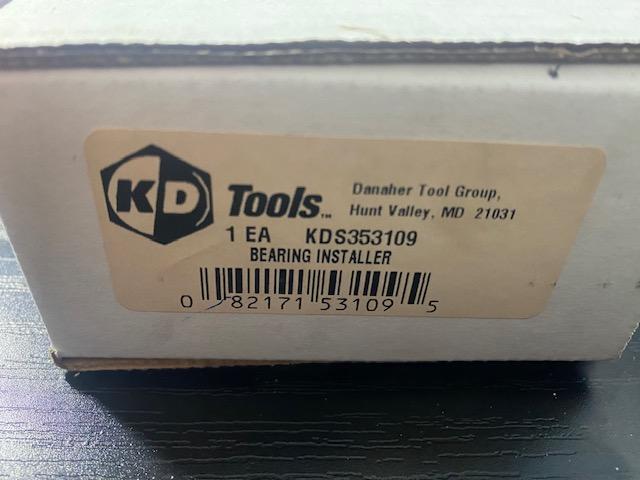 KD Tools™ Danaher Tool Group,
Hunt Valley, MD 21031
1 EA KDS353109
BEARING INSTALLER
0 82171 53109 5